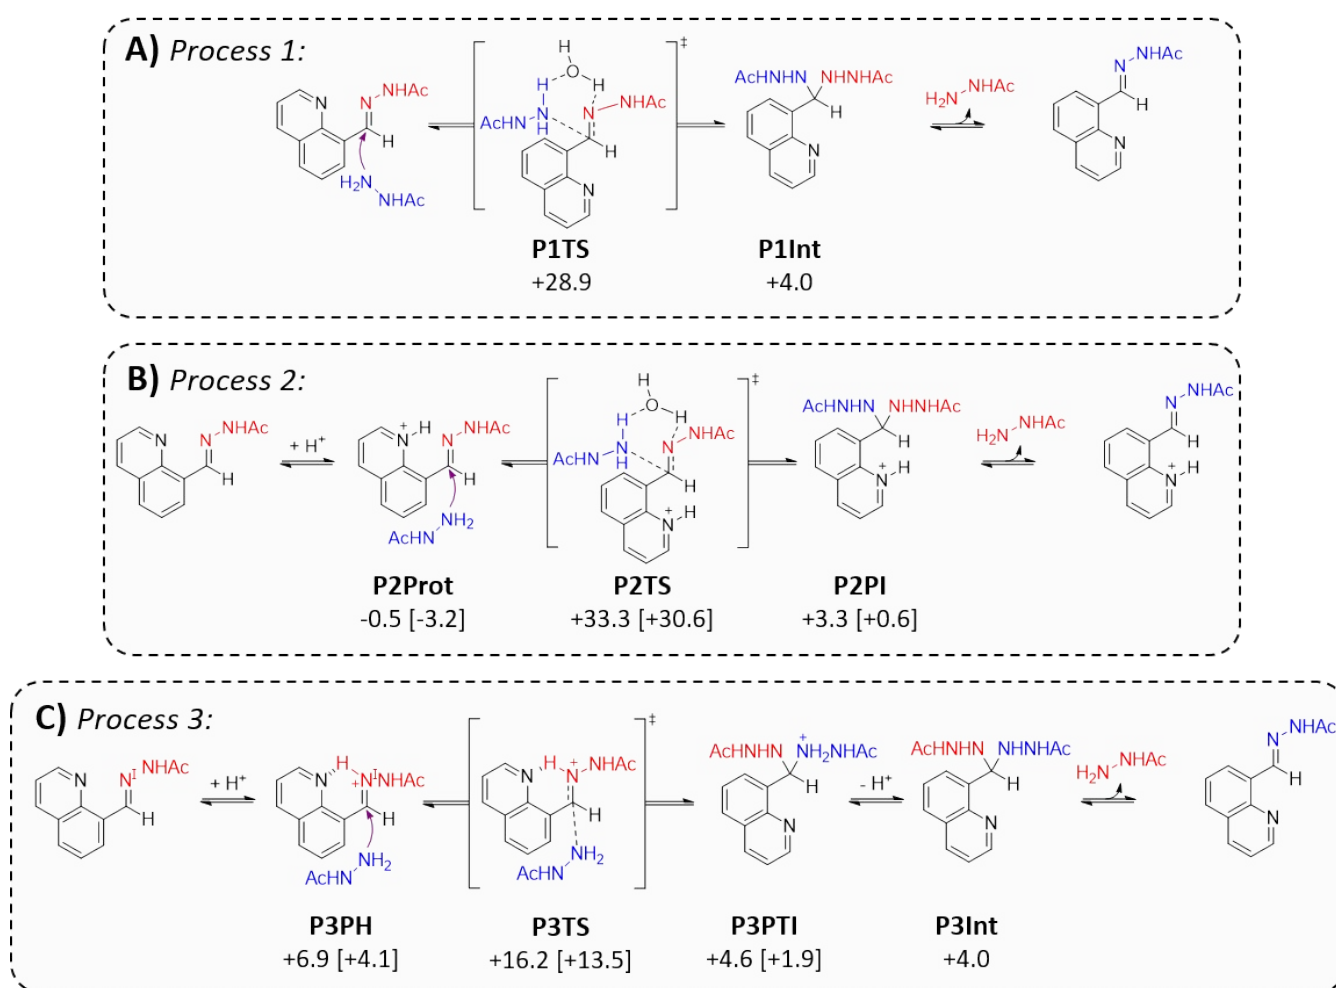 A) Process 1:
N
N NHAc
H
H2N
NHAc
H
O
H H
AcHN N
H
N NHAc
H
N
‡
P1TS
+28.9
AcHNHN NHNHAc
H
N
P1Int
+4.0
H2N NHAc
N NHAc
H
N
B) Process 2:
N
N NHAc
H
+ H+
N+ H
N NHAc
H
NH2
AcHN
P2Prot
-0.5 [-3.2]
H
O
H H
AcHN N
H
N NHAc
H
N+ H
‡
P2TS
+33.3 [+30.6]
AcHNHN NHNHAc
H
N+ H
P2PI
+3.3 [+0.6]
H2N NHAc
N NHAc
H
N+ H
C) Process 3:
N
N NHAc
H
+ H+
N H
N+ NHAc
H
NH2
AcHN
P3PH
+6.9 [+4.1]
N H N+ NHAc
H
NH2
AcHN
‡
P3TS
+16.2 [+13.5]
AcHNHN +NH2NHAc
H
N
P3PTI
+4.6 [+1.9]
- H+
AcHNHN NHNHAc
H
N
P3Int
+4.0
H2N NHAc
N NHAc
H
N